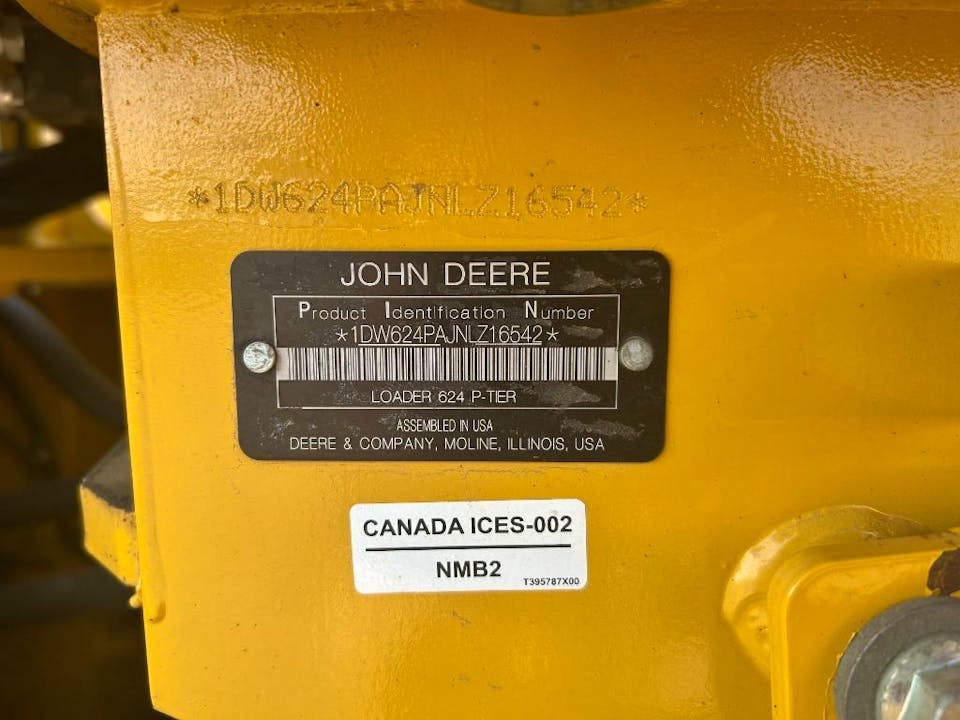 *1DW624PAJNLZ16542*
JOHN DEERE
Product Identification Number
*1DW624PAJNLZ16542*
LOADER 624 P-TIER
ASSEMBLED IN USA
DEERE & COMPANY, MOLINE, ILLINOIS, USA
CANADA ICES-002
NMB2
T395787X00